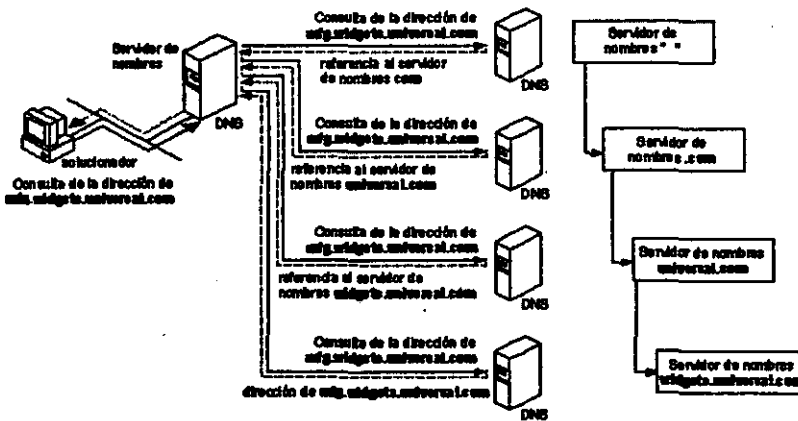 Servidor de
nombres
DNS
solucionador
Consulta de la dirección de
mfg.widgets.universal.com
Consulta de la dirección de
mfg.widgets.universal.com
referencia al servidor
de nombres com
DNS
Consulta de la dirección de
mfg.widgets.universal.com
referencia al servidor de
nombres universal.com
DNS
Consulta de la dirección de
mfg.widgets.universal.com
referencia al servidor de
nombres widgets.universal.com
DNS
Consulta de la dirección de
mfg.widgets.universal.com
dirección de mfg.widgets.universal.com
DNS
Servidor de
nombres " "
Servidor de
nombres .com
Servidor de nombres
universal.com
Servidor de nombres
widgets.universal.com